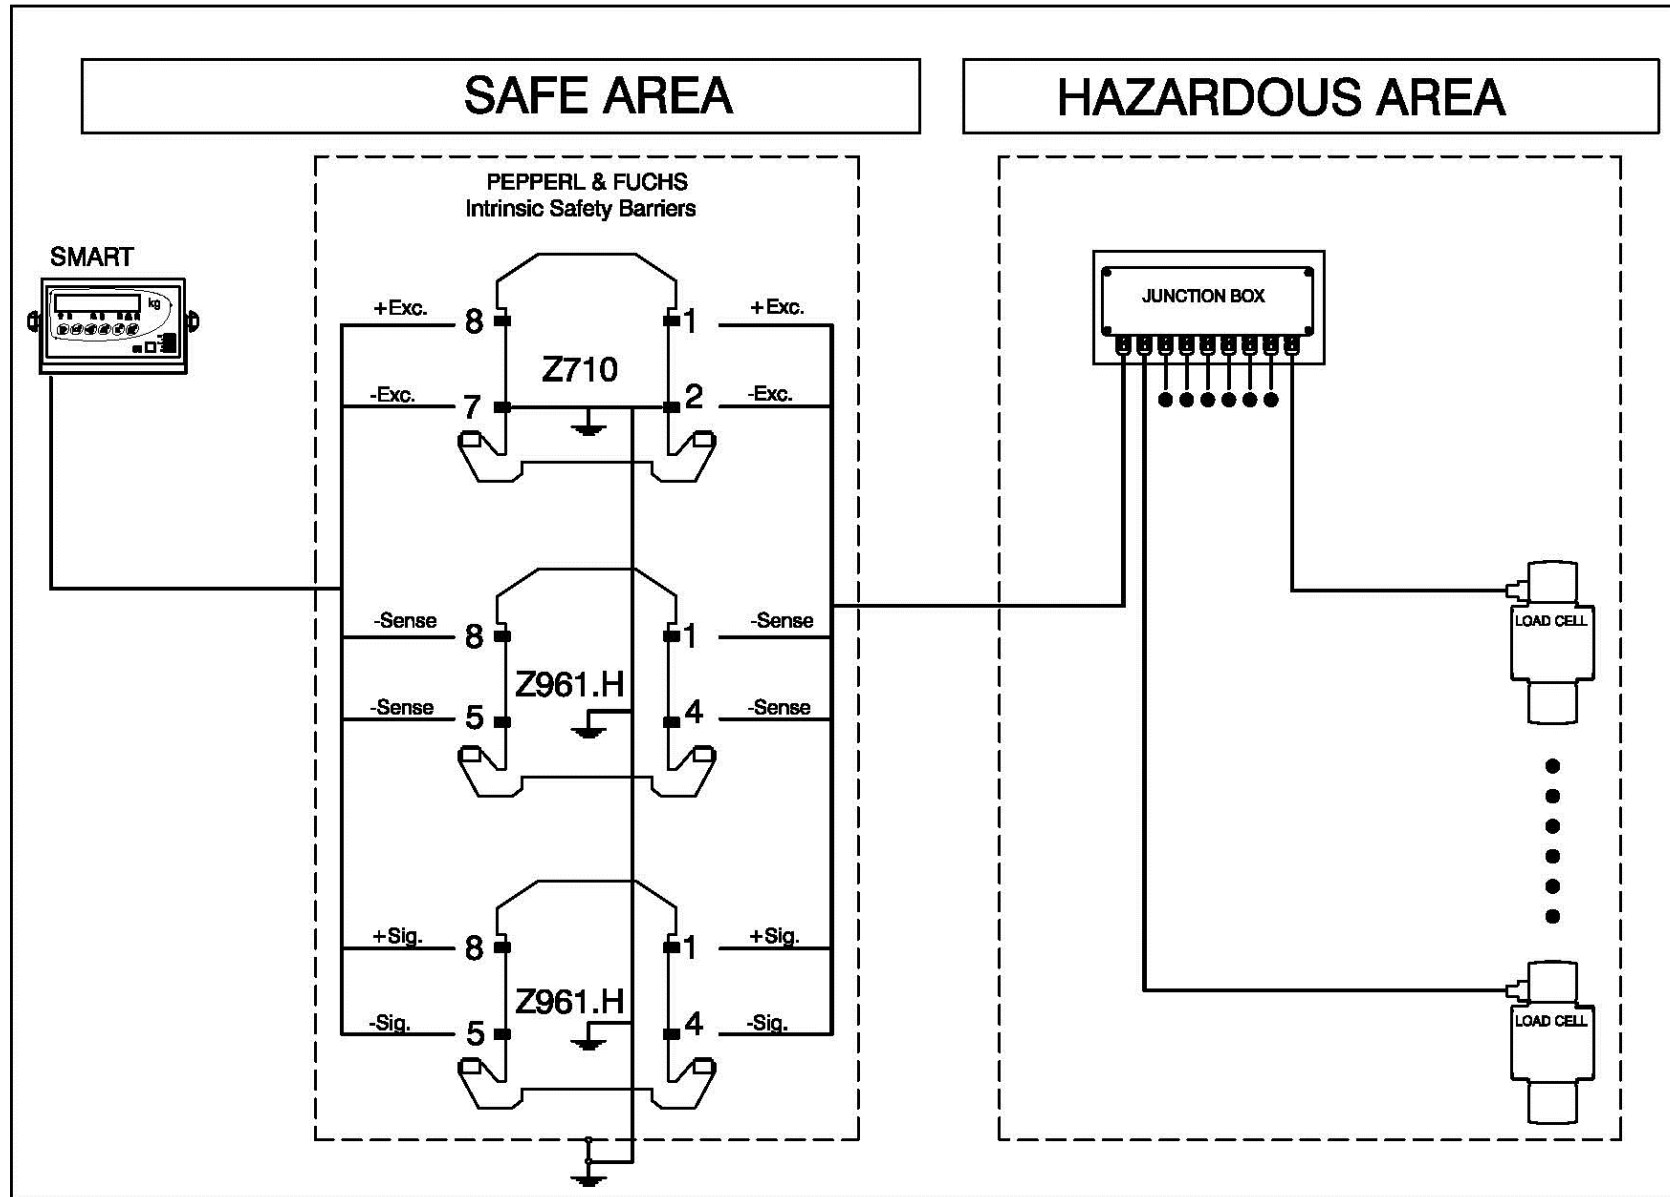 SAFE AREA
HAZARDOUS AREA
PEPPERL & FUCHS
Intrinsic Safety Barriers
SMART
kg
JUNCTION BOX
+Exc. 8 1 +Exc.
Z710
-Exc. 7 2 -Exc.
-Sense 8 1 -Sense
Z961.H
-Sense 5 4 -Sense
+Sig. 8 1 +Sig.
Z961.H
-Sig. 5 4 -Sig.
LOAD CELL
LOAD CELL